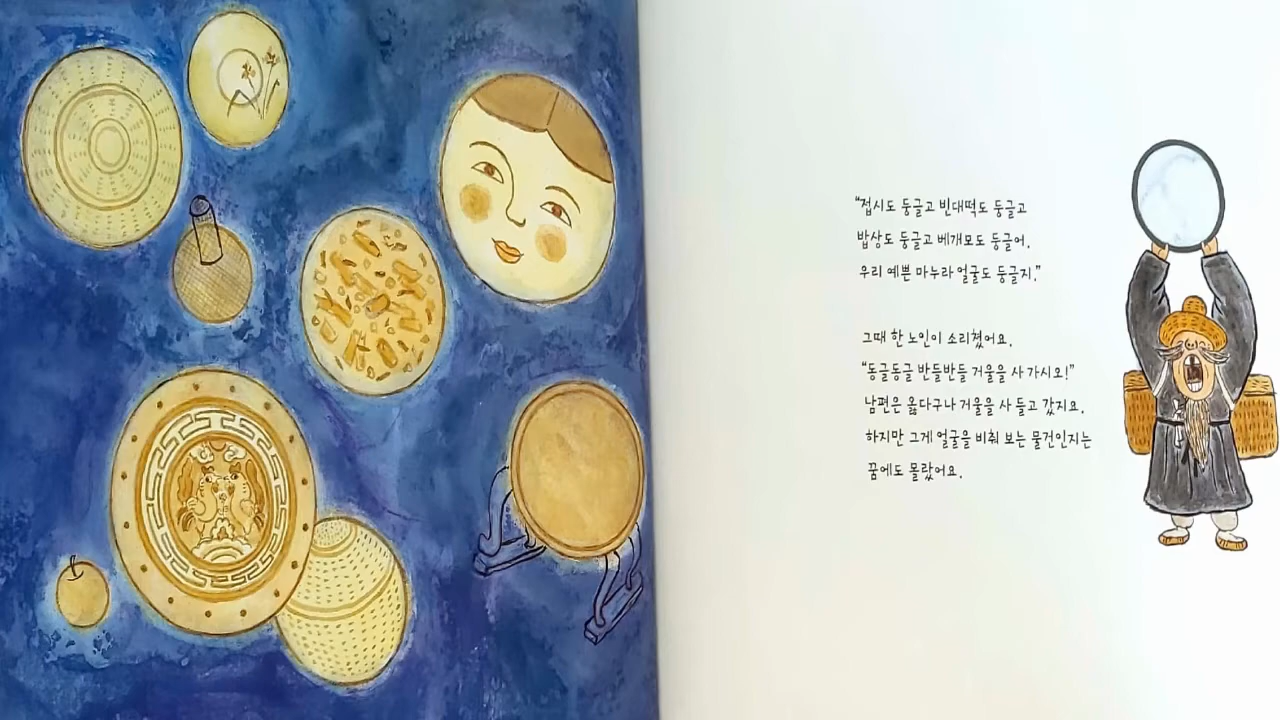 “접시도 둥글고 빈대떡도 둥글고
밥상도 둥글고 베개모도 둥글어.
우리 예쁜 마누라 얼굴도 둥글지.”
그때 한 노인이 소리쳤어요.
“동글동글 반들반들 거울을 사 가시오!”
남편은 옳다구나 거울을 사 들고 갔지요.
하지만 그게 얼굴을 비춰 보는 물건인지는
꿈에도 몰랐어요.